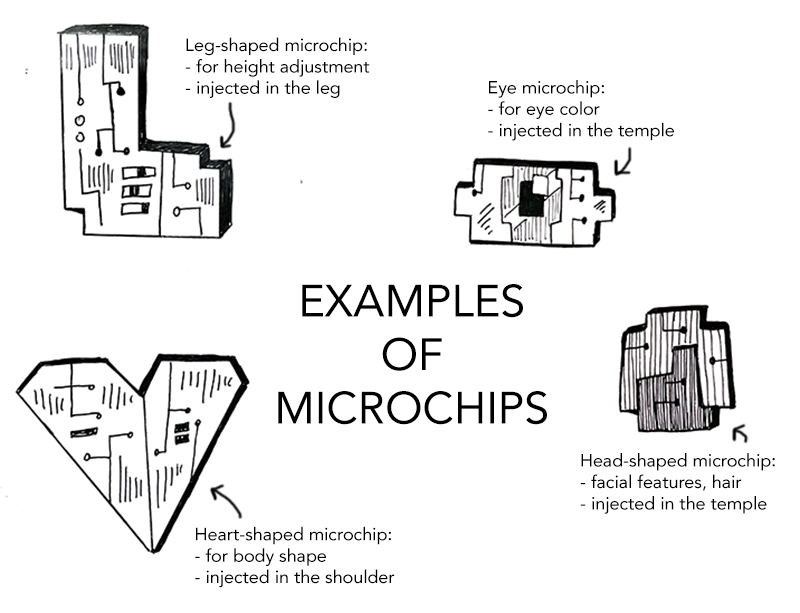 Leg-shaped microchip:
- for height adjustment
- injected in the leg
Eye microchip:
- for eye color
- injected in the temple
EXAMPLES
OF
MICROCHIPS
Head-shaped microchip:
- facial features, hair
- injected in the temple
Heart-shaped microchip:
- for body shape
- injected in the shoulder